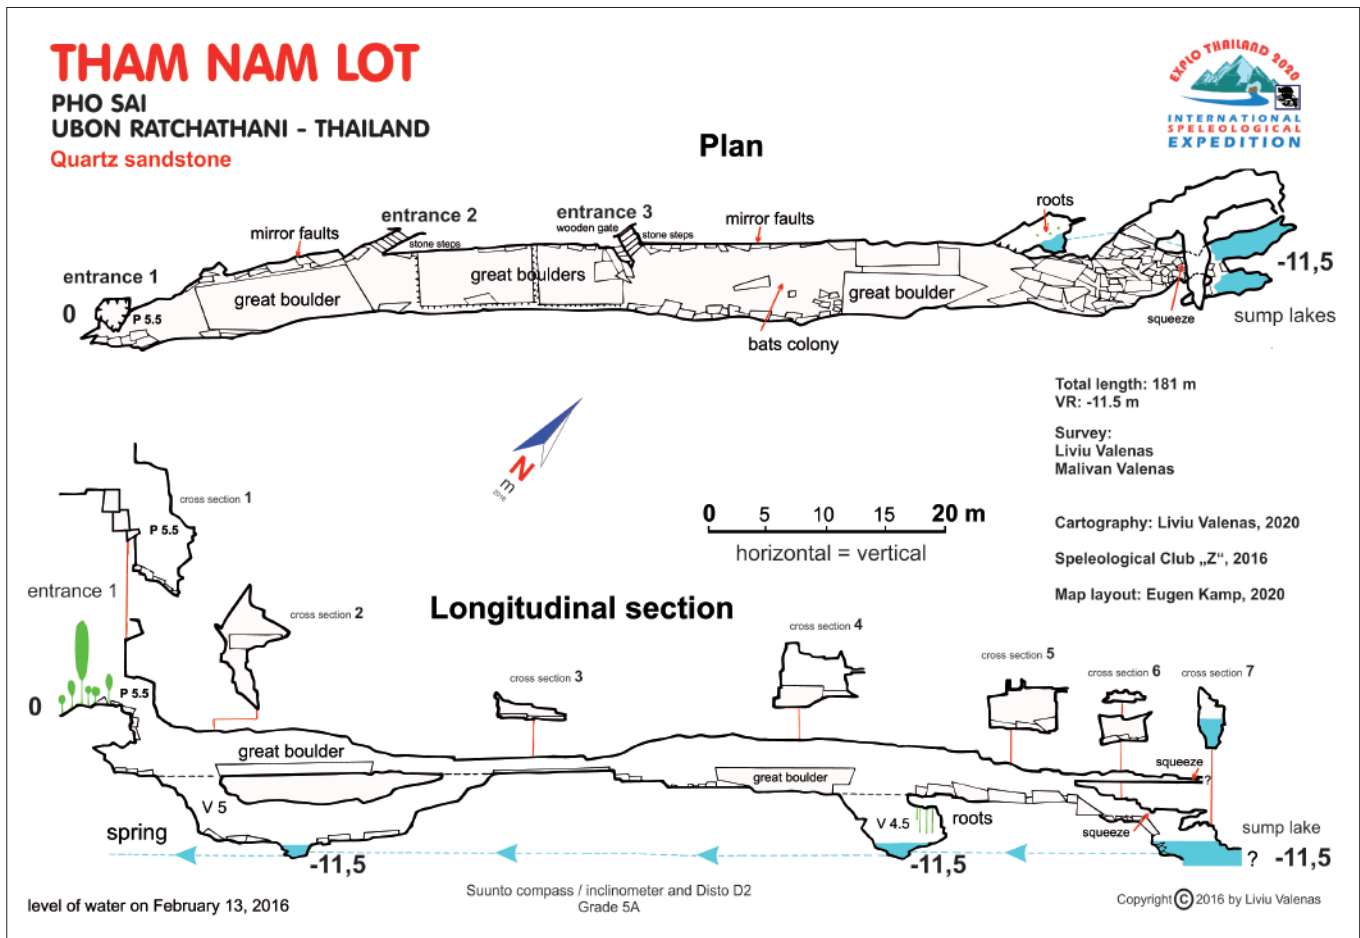 THAM NAM LOT
PHO SAI
UBON RATCHATHANI - THAILAND
Quartz sandstone
EXPLO THAILAND 2020
INTERNATIONAL
SPELEOLOGICAL
EXPEDITION
Plan
roots
entrance 2
entrance 3
wooden gate
mirror faults
mirror faults
stone steps
stone steps
entrance 1
great boulders
-11,5
great boulder
great boulder
0
P 5.5
squeeze
sump lakes
bats colony
Total length: 181 m
VR: -11.5 m
Survey:
Liviu Valenas
Malivan Valenas
N
m
2016
cross section 1
P 5.5
0 5 10 15 20 m
horizontal = vertical
Cartography: Liviu Valenas, 2020
Speleological Club „Z“, 2016
Map layout: Eugen Kamp, 2020
entrance 1
Longitudinal section
cross section 2
cross section 4
cross section 5
cross section 3
cross section 6
cross section 7
P 5.5
0
great boulder
squeeze
?
great boulder
V 5
V 4.5
roots
spring
squeeze
sump lake
-11,5
-11,5
? -11,5
Suunto compass / inclinometer and Disto D2
Grade 5A
level of water on February 13, 2016
Copyright C 2016 by Liviu Valenas